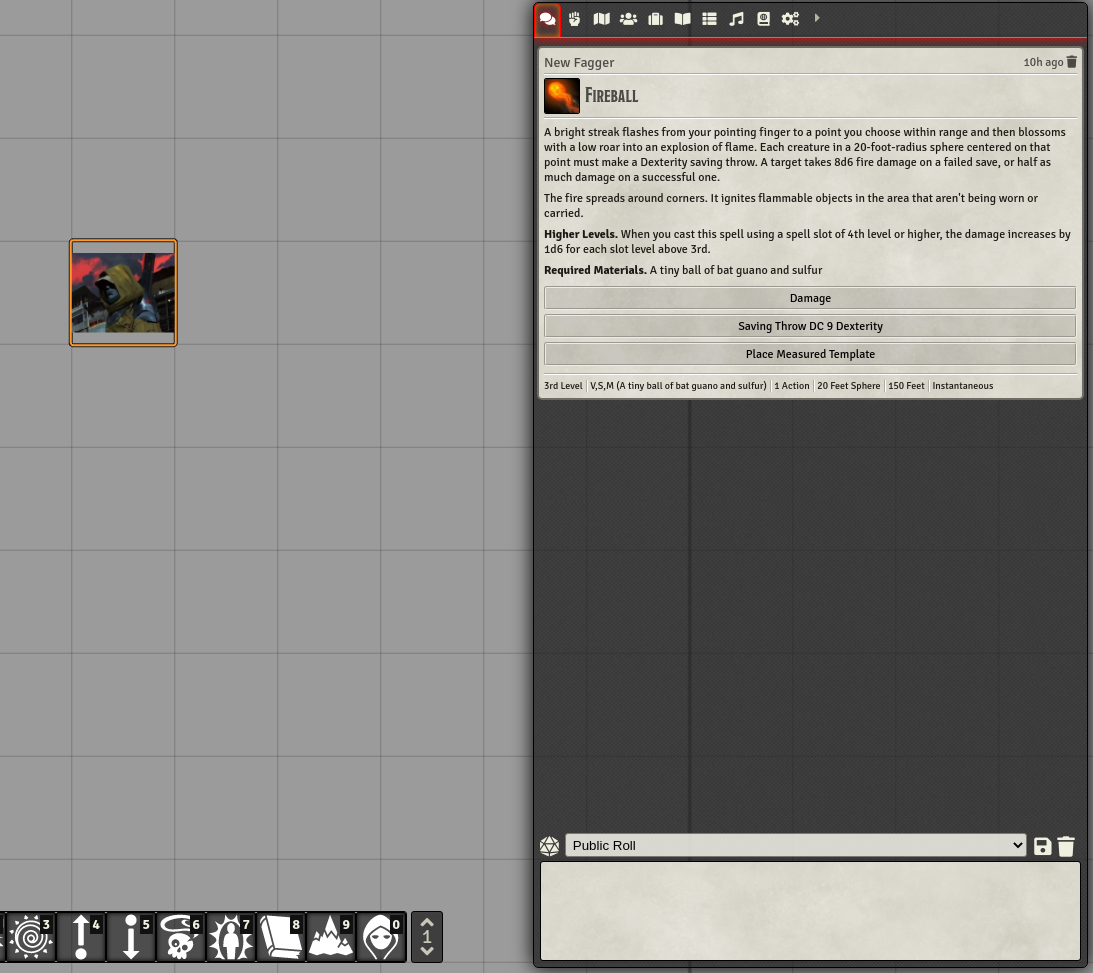 New Fagger 10h ago
Fireball
A bright streak flashes from your pointing finger to a point you choose within range and then blossoms
with a low roar into an explosion of flame. Each creature in a 20-foot-radius sphere centered on that
point must make a Dexterity saving throw. A target takes 8d6 fire damage on a failed save, or half as
much damage on a successful one.
The fire spreads around corners. It ignites flammable objects in the area that aren't being worn or
carried.
Higher Levels. When you cast this spell using a spell slot of 4th level or higher, the damage increases by
1d6 for each slot level above 3rd.
Required Materials. A tiny ball of bat guano and sulfur
Damage
Saving Throw DC 9 Dexterity
Place Measured Template
3rd Level V,S,M (A tiny ball of bat guano and sulfur) 1 Action 20 Feet Sphere 150 Feet Instantaneous
Public Roll
3 4 5 6 7 8 9 0
1